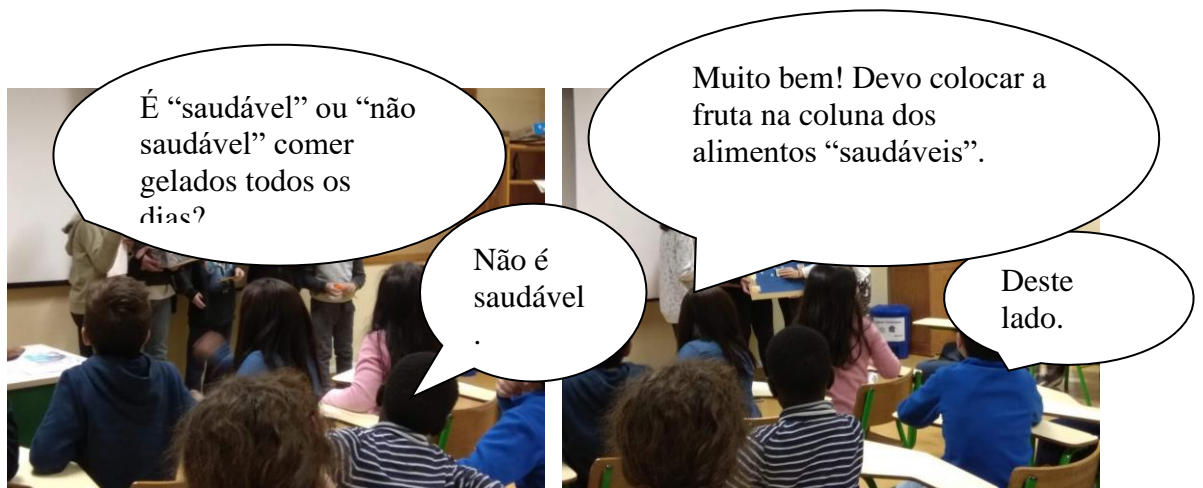 É “saudável” ou “não
saudável” comer
gelados todos os
dias?
Não é
saudável
.
Muito bem! Devo colocar a
fruta na coluna dos
alimentos “saudáveis”.
Deste
lado.